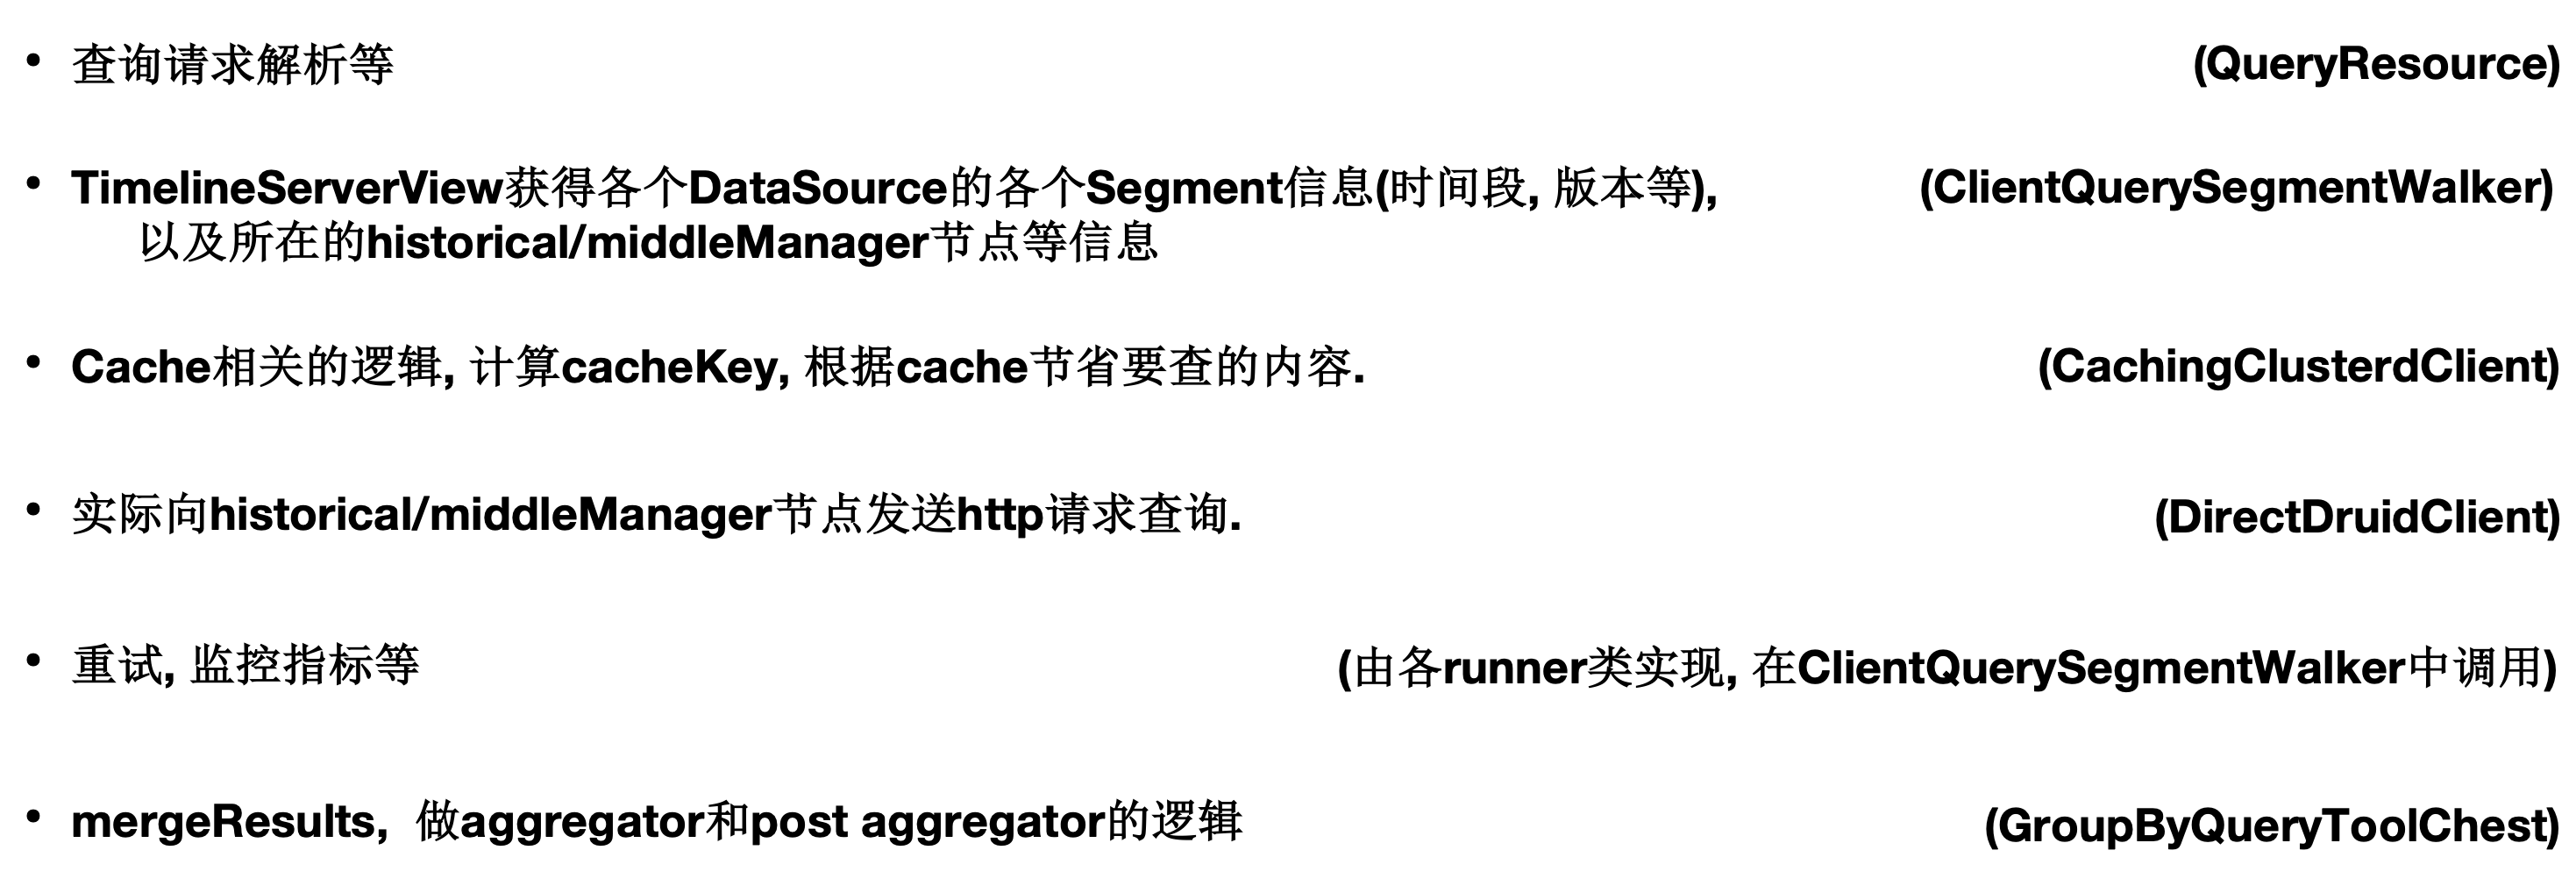 • 查询请求解析等 (QueryResource)
• TimelineServerView获得各个DataSource的各个Segment信息(时间段, 版本等), (ClientQuerySegmentWalker)
以及所在的historical/middleManager节点等信息
• Cache相关的逻辑, 计算cacheKey, 根据cache节省要查的内容. (CachingClusterdClient)
• 实际向historical/middleManager节点发送http请求查询. (DirectDruidClient)
• 重试, 监控指标等 (由各runner类实现, 在ClientQuerySegmentWalker中调用)
• mergeResults, 做aggregator和post aggregator的逻辑 (GroupByQueryToolChest)